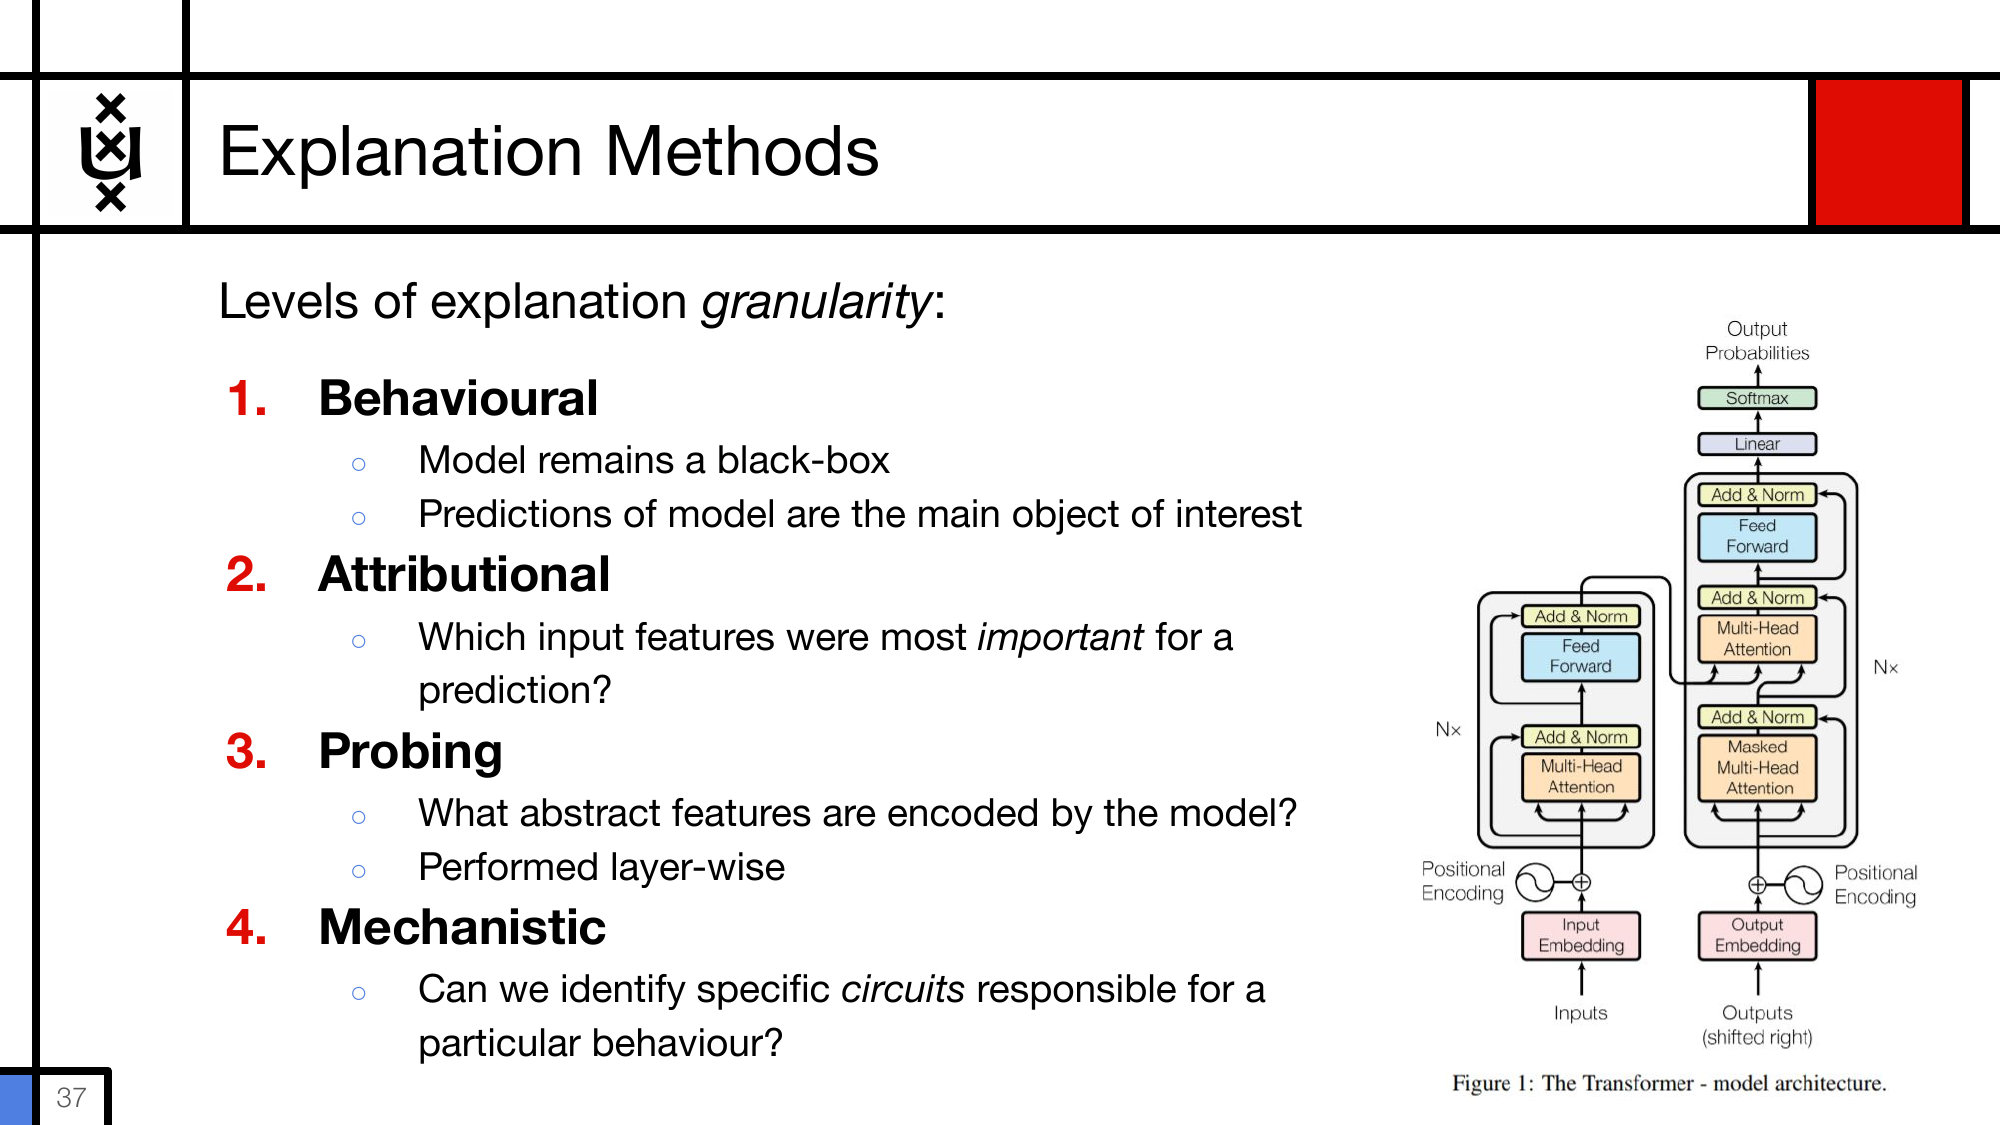 Explanation Methods
Levels of explanation granularity:
1. Behavioural
○ Model remains a black-box
○ Predictions of model are the main object of interest
2. Attributional
○ Which input features were most important for a
prediction?
3. Probing
○ What abstract features are encoded by the model?
○ Performed layer-wise
4. Mechanistic
○ Can we identify specific circuits responsible for a
particular behaviour?
37
Output
Probabilities
Softmax
Linear
Add & Norm
Feed
Forward
Add & Norm
Multi-Head
Attention
Nx
Add & Norm
Masked
Multi-Head
Attention
Add & Norm
Feed
Forward
Nx
Add & Norm
Multi-Head
Attention
Positional
Encoding
Positional
Encoding
Input
Embedding
Output
Embedding
Inputs
Outputs
(shifted right)
Figure 1: The Transformer - model architecture.